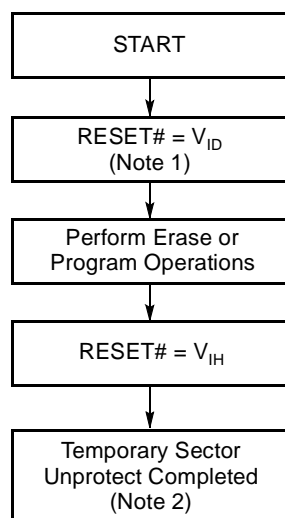 START
RESET# = VID
(Note 1)
Perform Erase or
Program Operations
RESET# = VIH
Temporary Sector
Unprotect Completed
(Note 2)